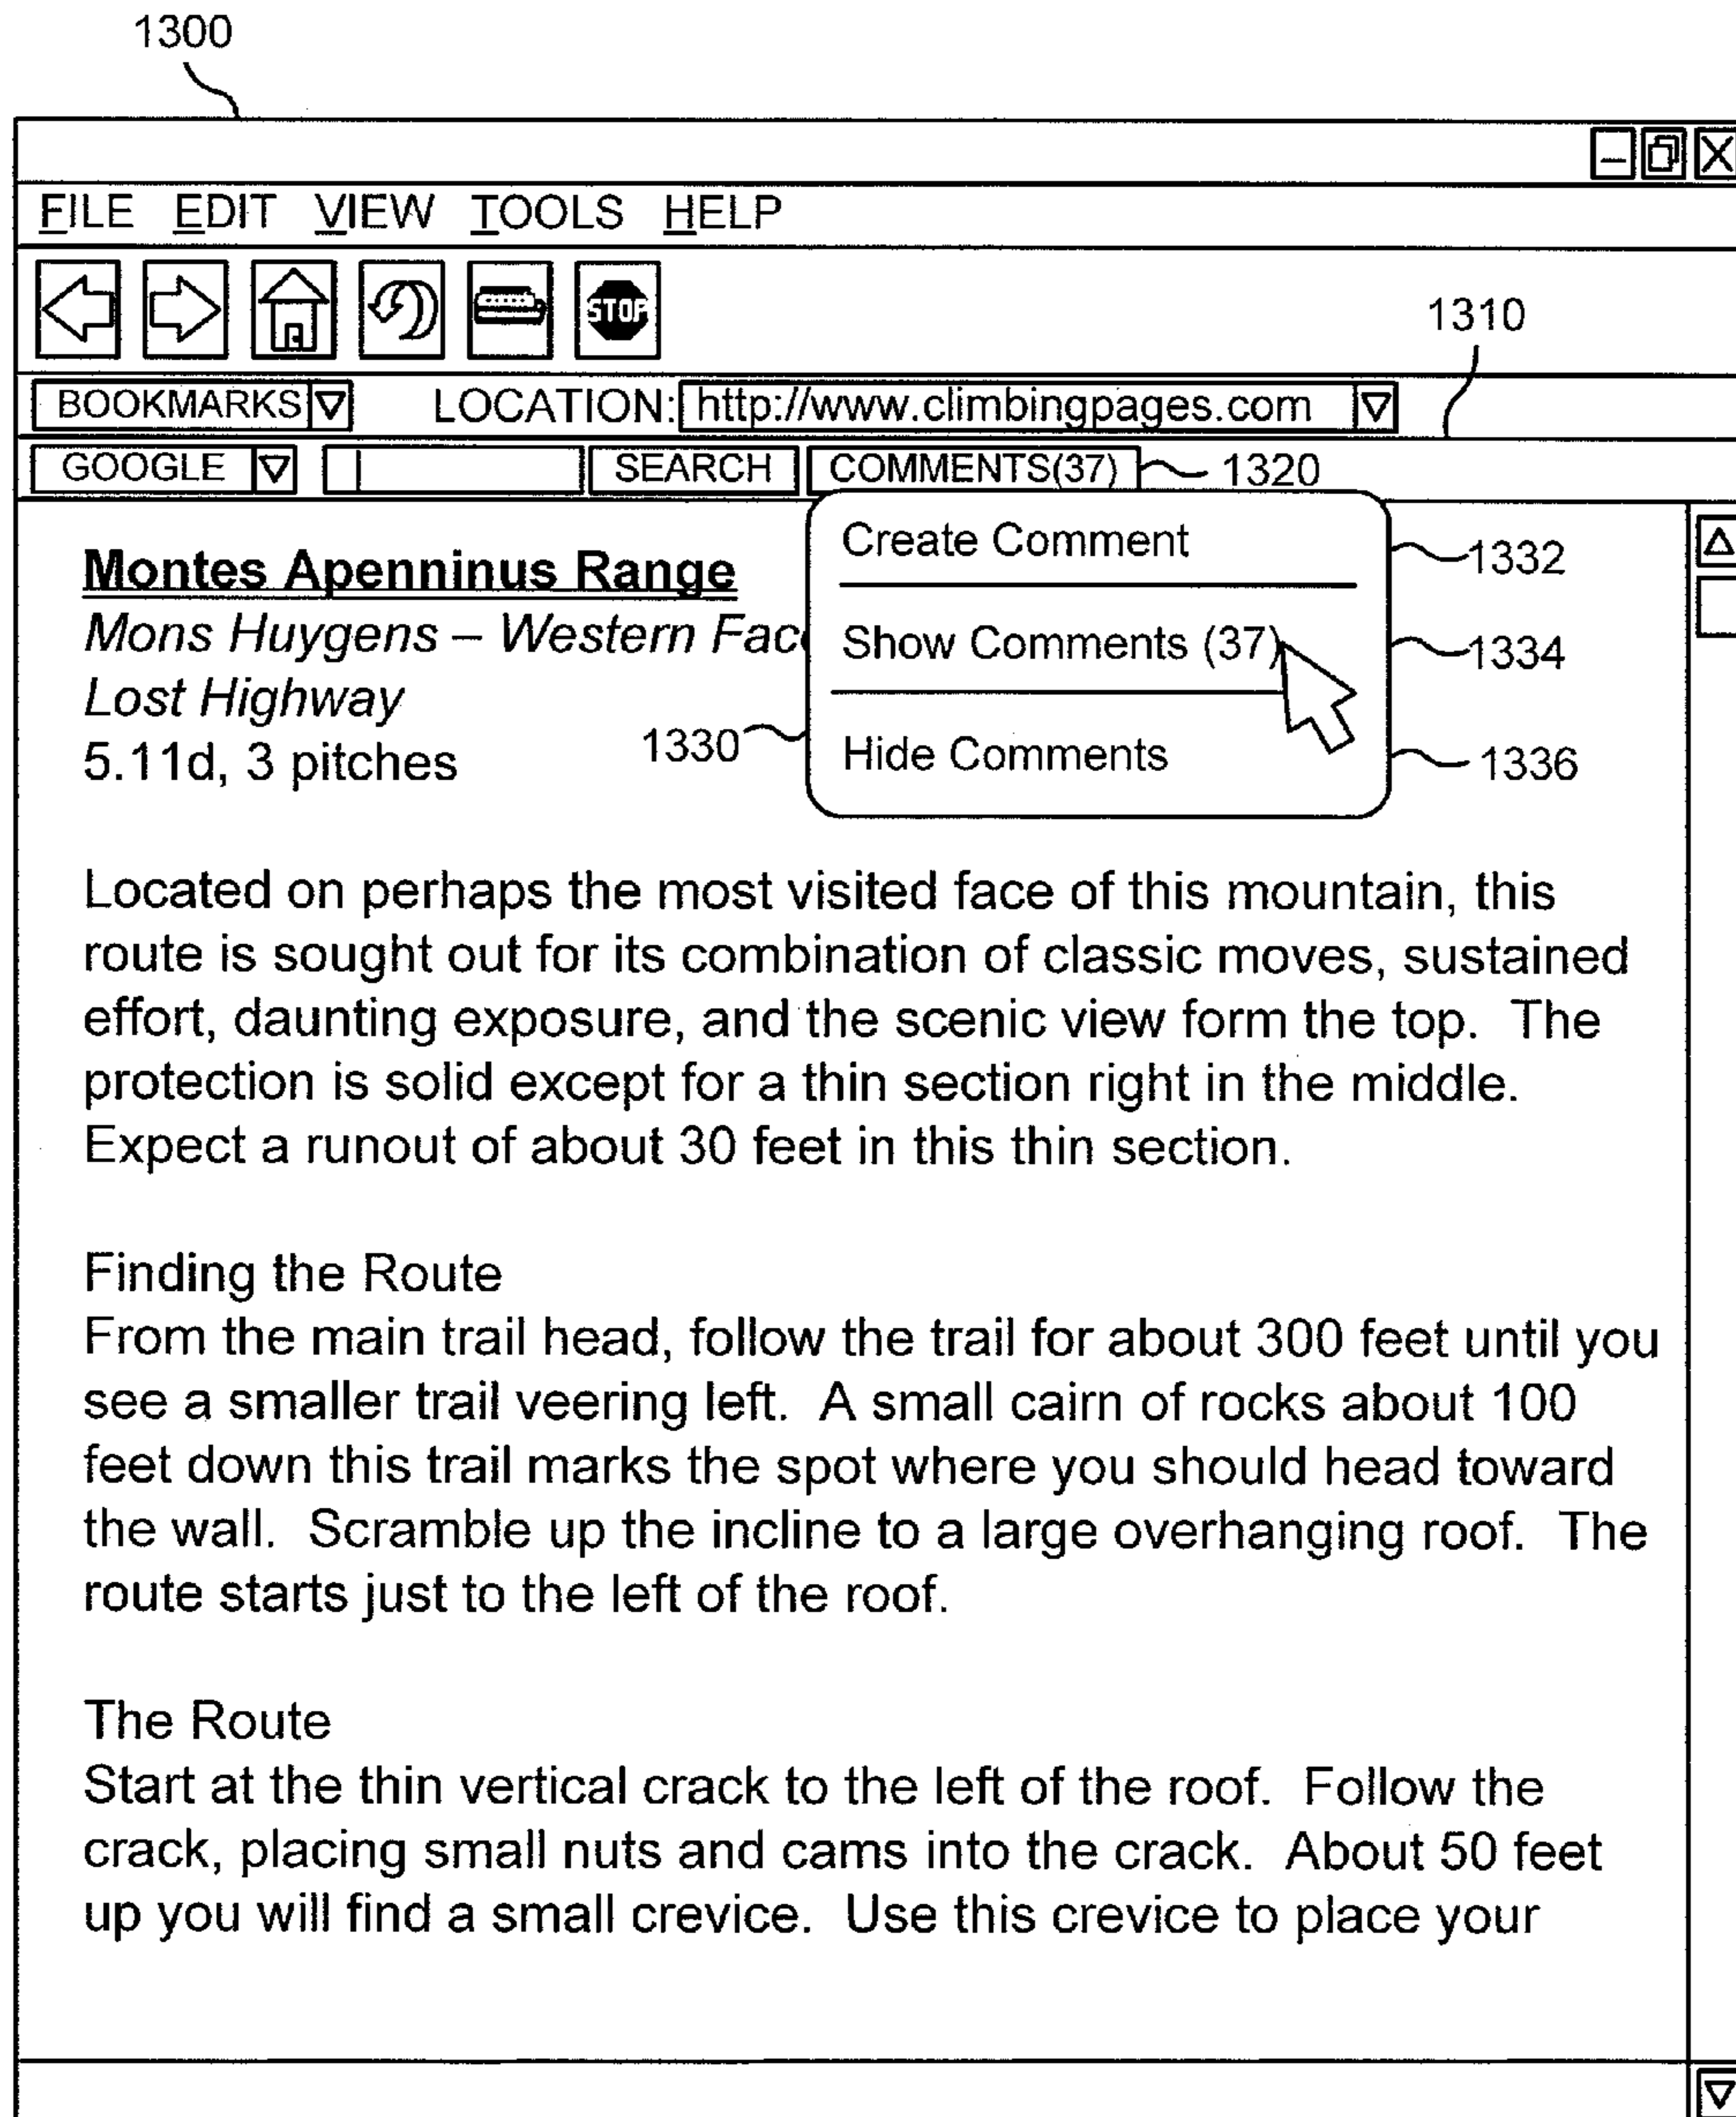 1300
FILE EDIT VIEW TOOLS HELP
STOP
1310
BOOKMARKS LOCATION: http://www.climbingpages.com
GOOGLE SEARCH COMMENTS(37) 1320
Create Comment 1332
Montes Apenninus Range
Mons Huygens – Western Fac
Show Comments (37) 1334
Lost Highway
1330 Hide Comments 1336
5.11d, 3 pitches
Located on perhaps the most visited face of this mountain, this
route is sought out for its combination of classic moves, sustained
effort, daunting exposure, and the scenic view form the top. The
protection is solid except for a thin section right in the middle.
Expect a runout of about 30 feet in this thin section.
Finding the Route
From the main trail head, follow the trail for about 300 feet until you
see a smaller trail veering left. A small cairn of rocks about 100
feet down this trail marks the spot where you should head toward
the wall. Scramble up the incline to a large overhanging roof. The
route starts just to the left of the roof.
The Route
Start at the thin vertical crack to the left of the roof. Follow the
crack, placing small nuts and cams into the crack. About 50 feet
up you will find a small crevice. Use this crevice to place your